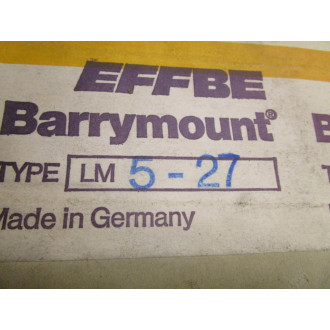 EFFBE
Barrymount®
TYPE LM 5-27
Made in Germany